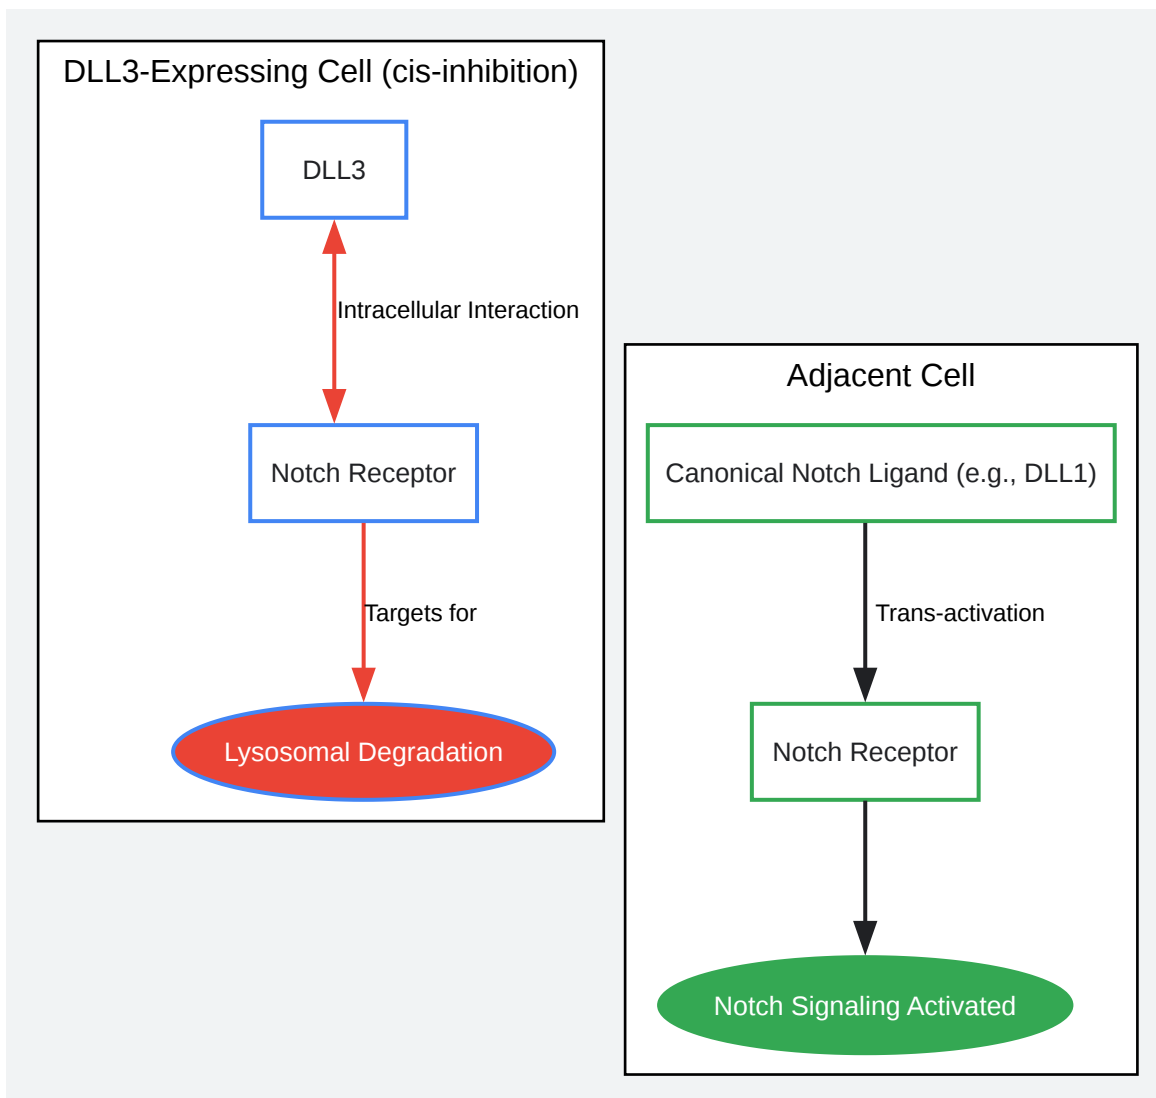 DLL3-Expressing Cell (cis-inhibition)
DLL3
Intracellular Interaction
Notch Receptor
Targets for
Lysosomal Degradation
Adjacent Cell
Canonical Notch Ligand (e.g., DLL1)
Trans-activation
Notch Receptor
Notch Signaling Activated